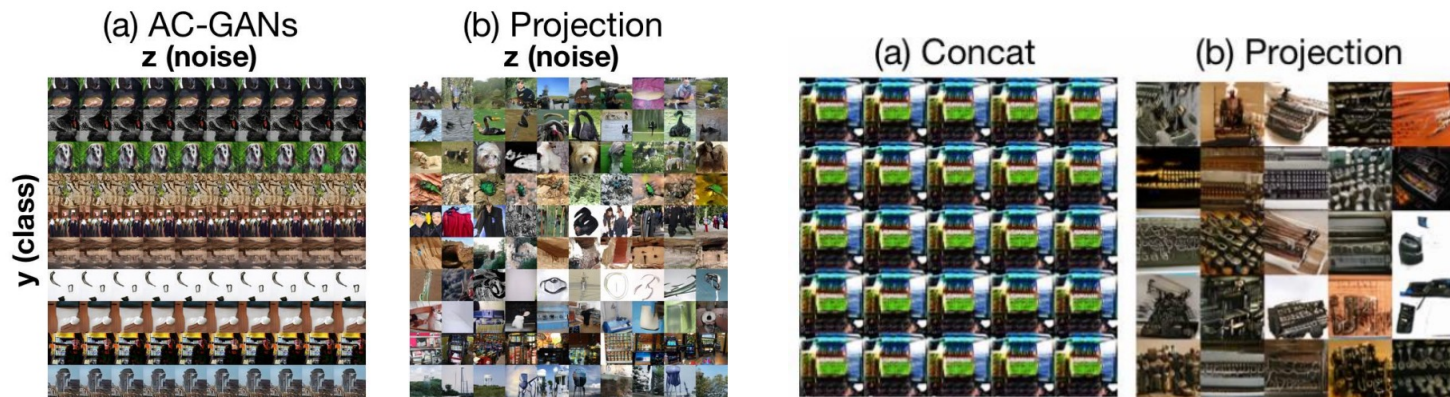 (a) AC-GANs
z (noise)
(b) Projection
z (noise)
y (class)
(a) Concat
(b) Projection